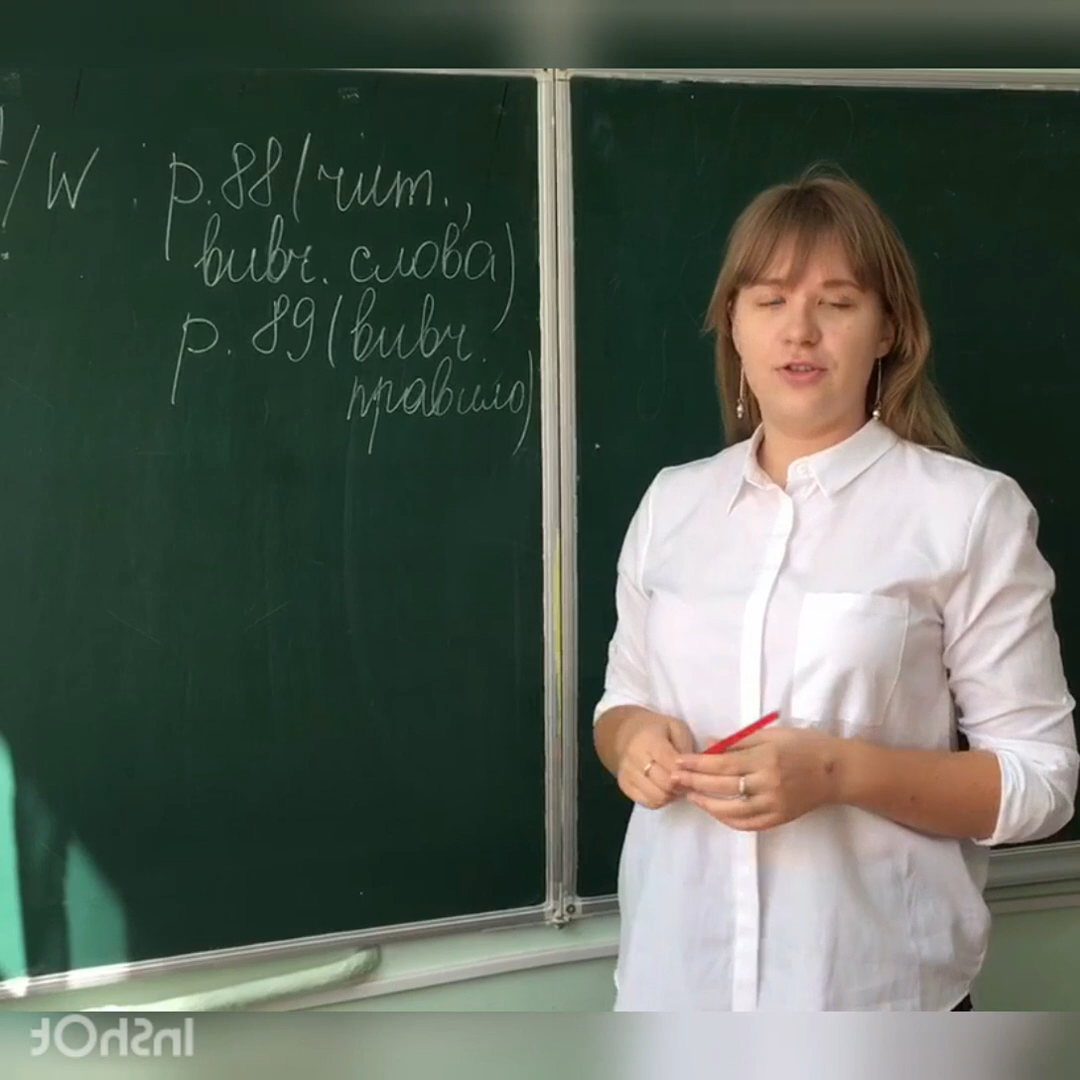 /W : p. 88 (чит.,
вивч. слова)
p. 89 (вивч.
правило)
InShOt